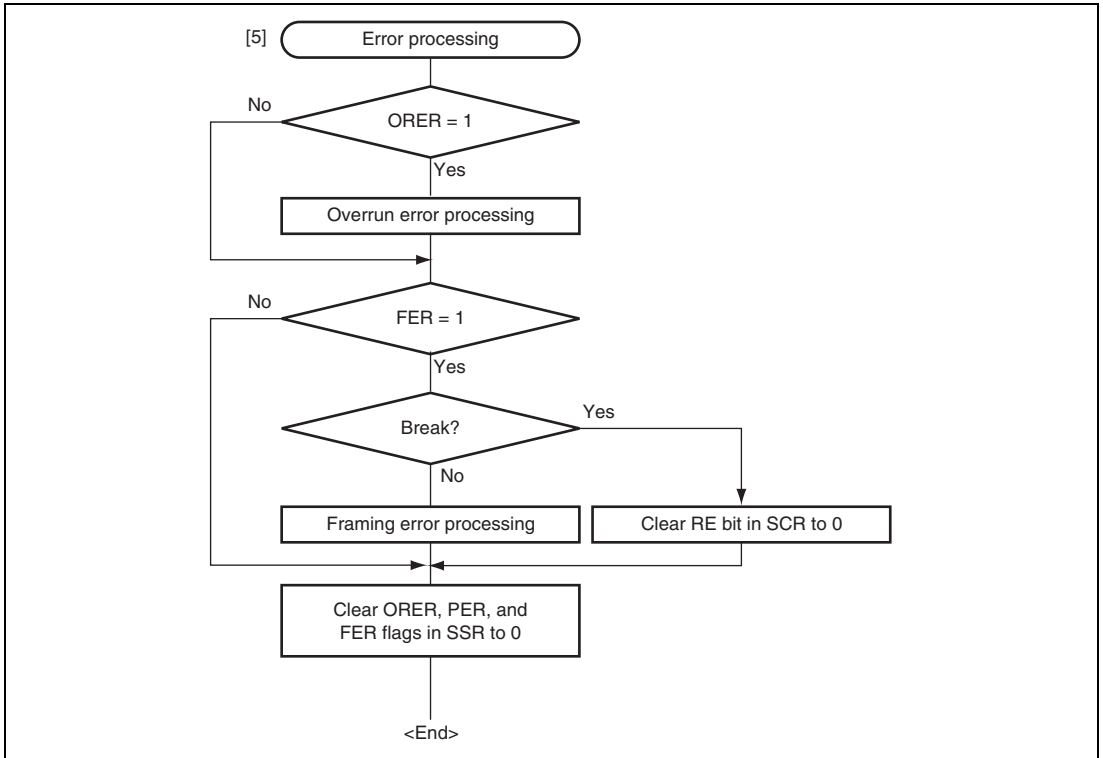 [5] Error processing
No
ORER = 1
Yes
Overrun error processing
No
FER = 1
Yes
Break?
Yes
No
Framing error processing
Clear RE bit in SCR to 0
Clear ORER, PER, and
FER flags in SSR to 0
<End>